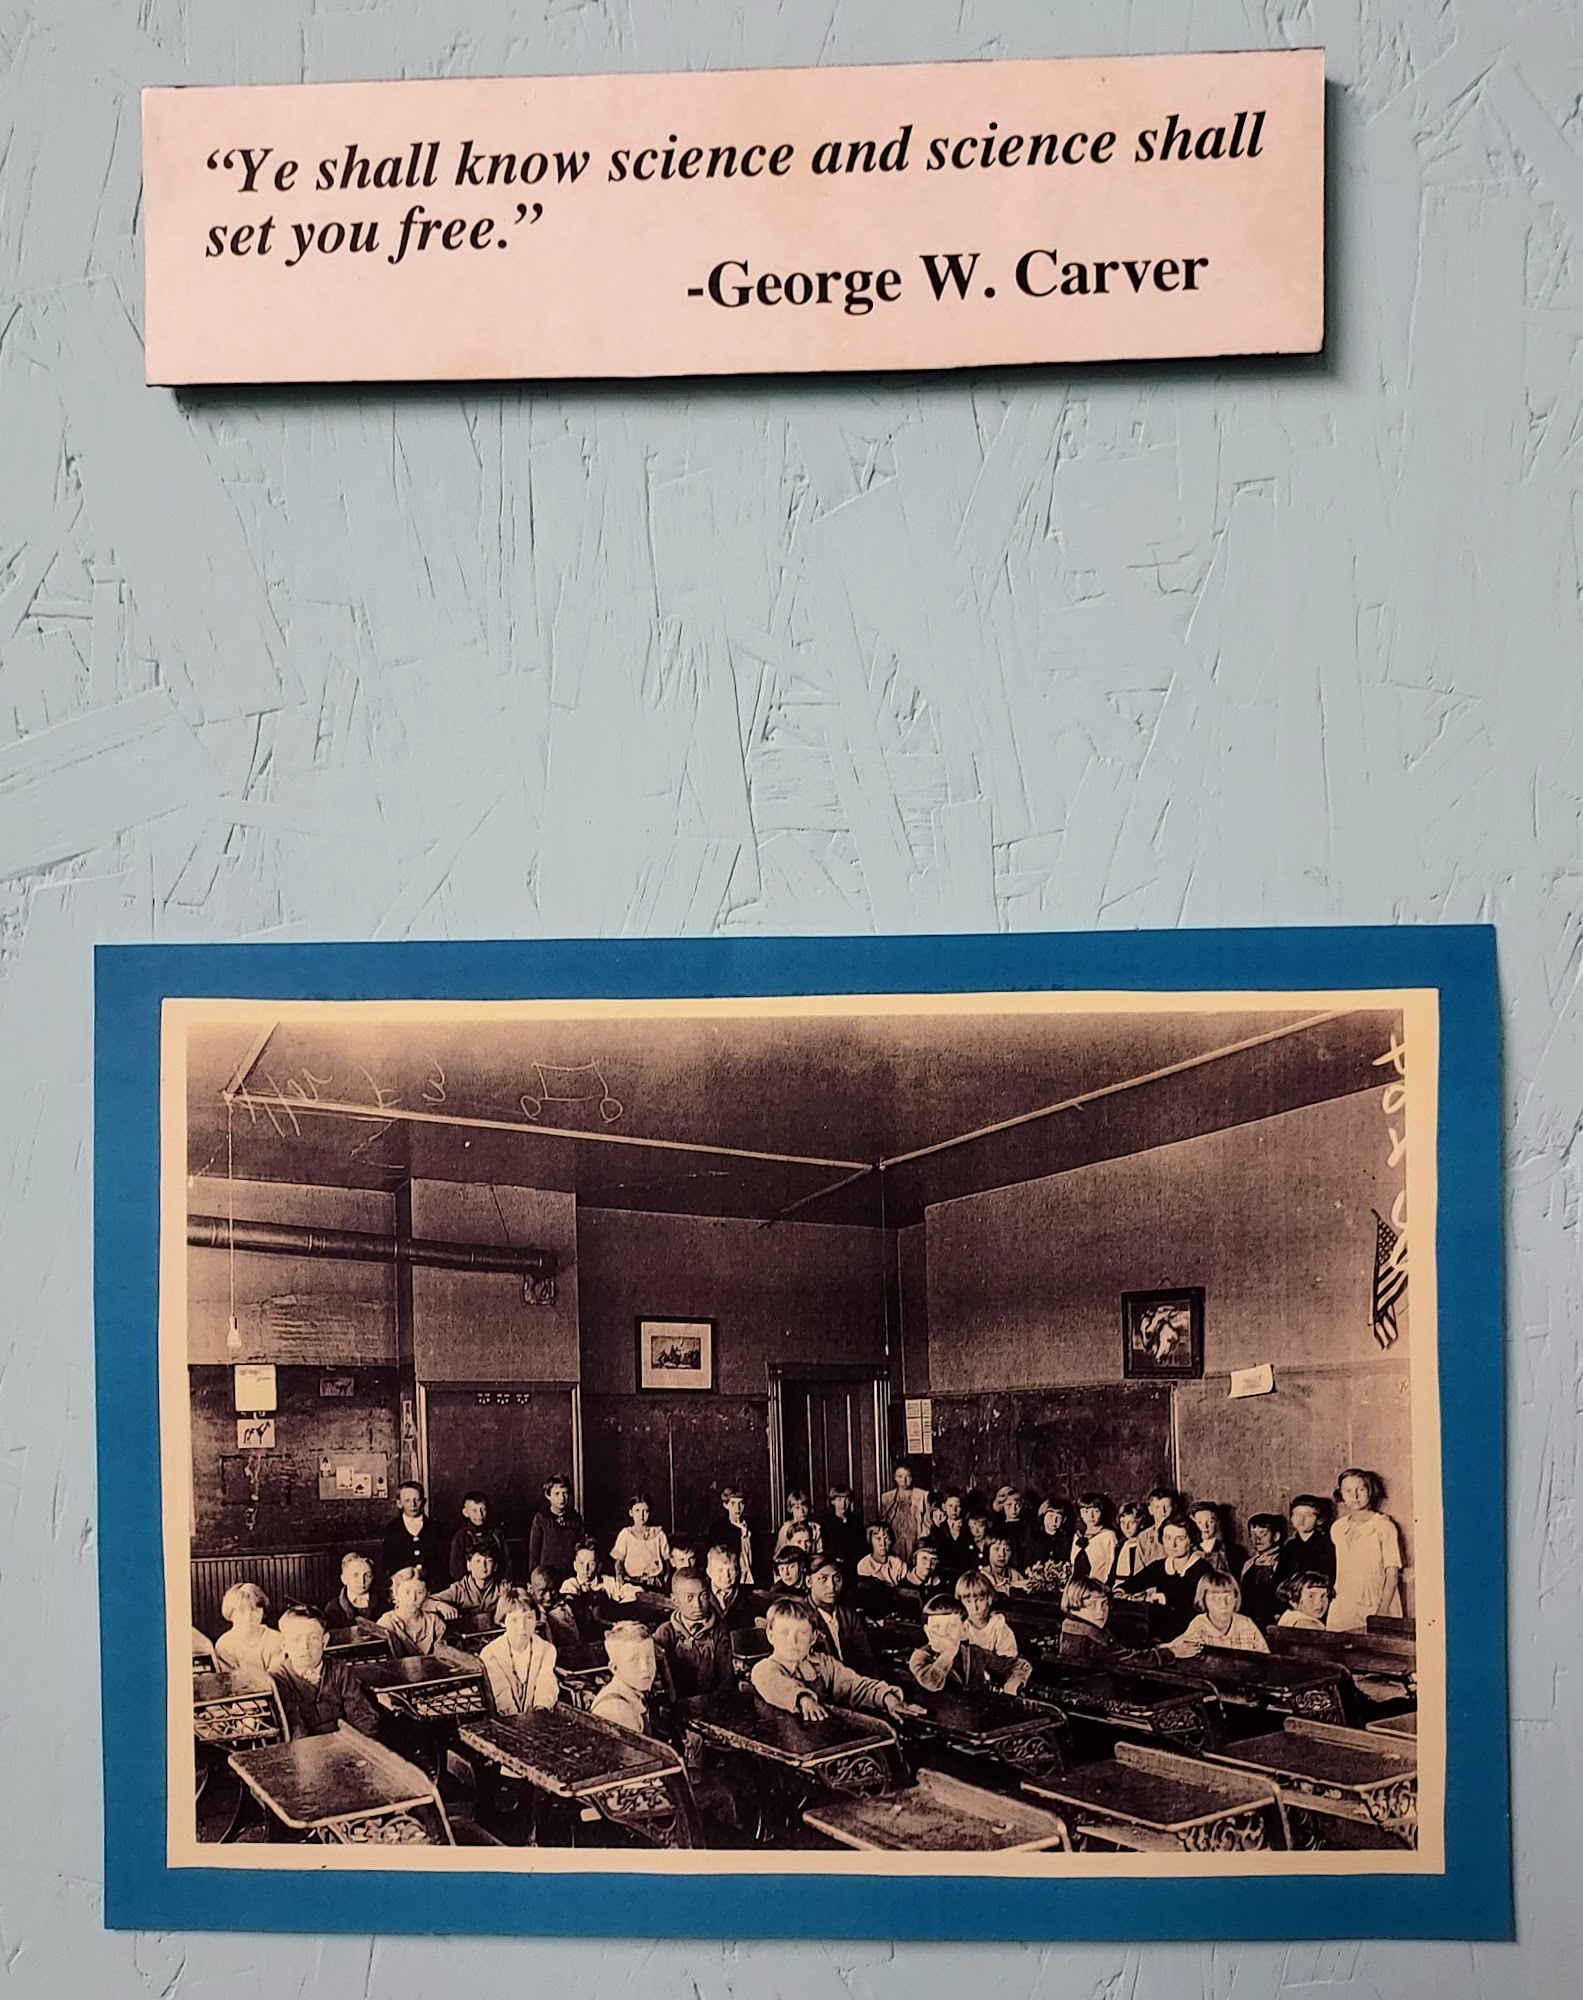 “Ye shall know science and science shall
set you free.”
-George W. Carver